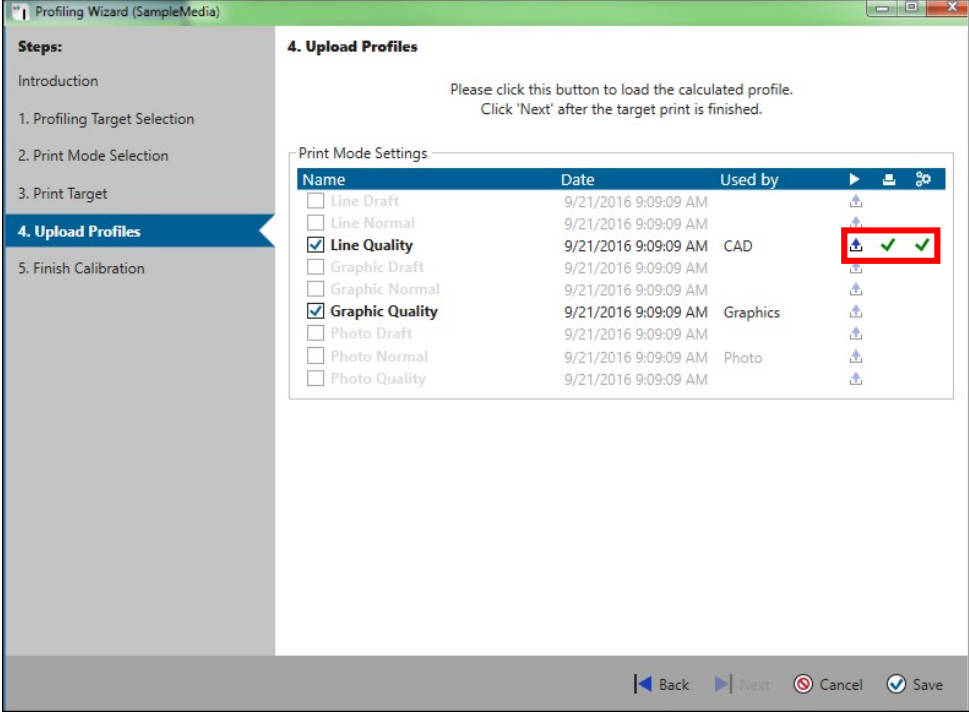 Profiling Wizard (SampleMedia)
Steps:
Introduction
1. Profiling Target Selection
2. Print Mode Selection
3. Print Target
4. Upload Profiles
5. Finish Calibration
4. Upload Profiles
Please click this button to load the calculated profile.
Click 'Next' after the target print is finished.
Print Mode Settings
Name Date Used by
Line Draft 9/21/2016 9:09:09 AM
Line Normal 9/21/2016 9:09:09 AM
Line Quality 9/21/2016 9:09:09 AM CAD
Graphic Draft 9/21/2016 9:09:09 AM
Graphic Normal 9/21/2016 9:09:09 AM
Graphic Quality 9/21/2016 9:09:09 AM Graphics
Photo Draft 9/21/2016 9:09:09 AM
Photo Normal 9/21/2016 9:09:09 AM Photo
Photo Quality 9/21/2016 9:09:09 AM
Back Next Cancel Save